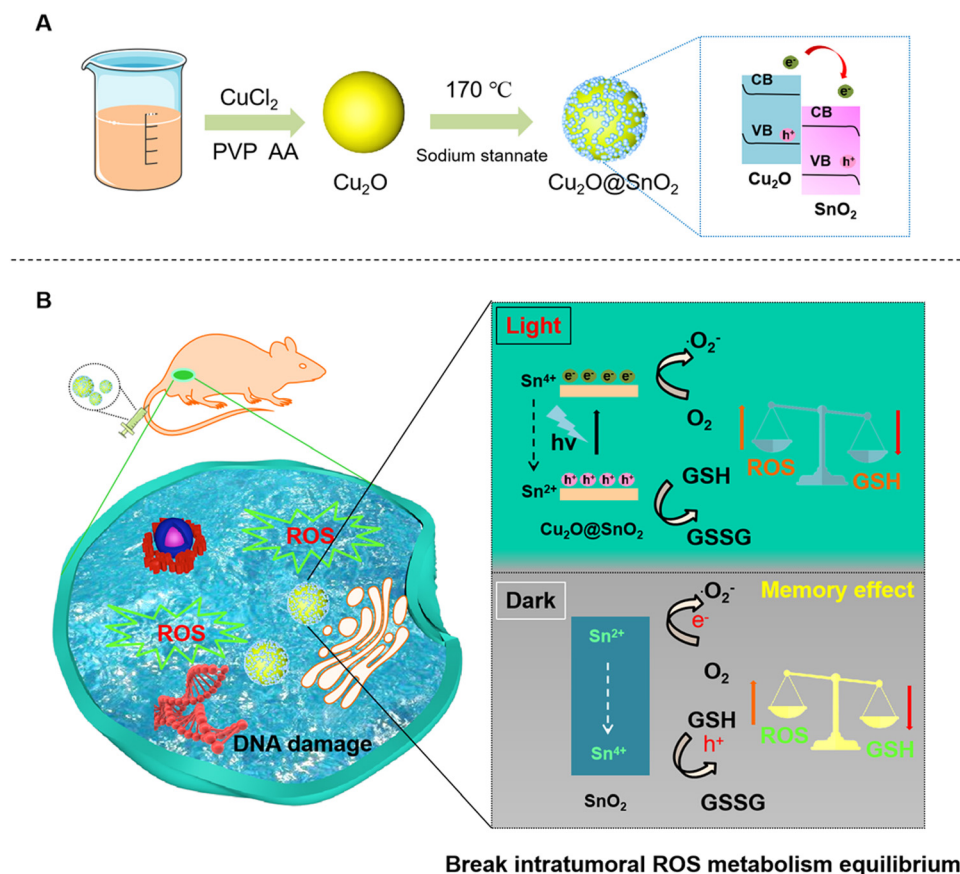 A
CuCl₂
PVP AA
Cu₂O
170 ℃
Sodium stannate
Cu₂O@SnO₂
e⁻
CB
e⁻
CB
VB h⁺
VB h⁺
Cu₂O
SnO₂
B
Light
·O₂⁻
Sn⁴⁺ e⁻ e⁻ e⁻ e⁻
O₂
hv
ROS
GSH
GSH
Sn²⁺ h⁺ h⁺ h⁺ h⁺
Cu₂O@SnO₂
GSSG
ROS
ROS
DNA damage
Dark
Memory effect
·O₂⁻
e⁻
Sn²⁺
O₂
GSH
h⁺
ROS
GSH
Sn⁴⁺
SnO₂
GSSG
Break intratumoral ROS metabolism equilibrium